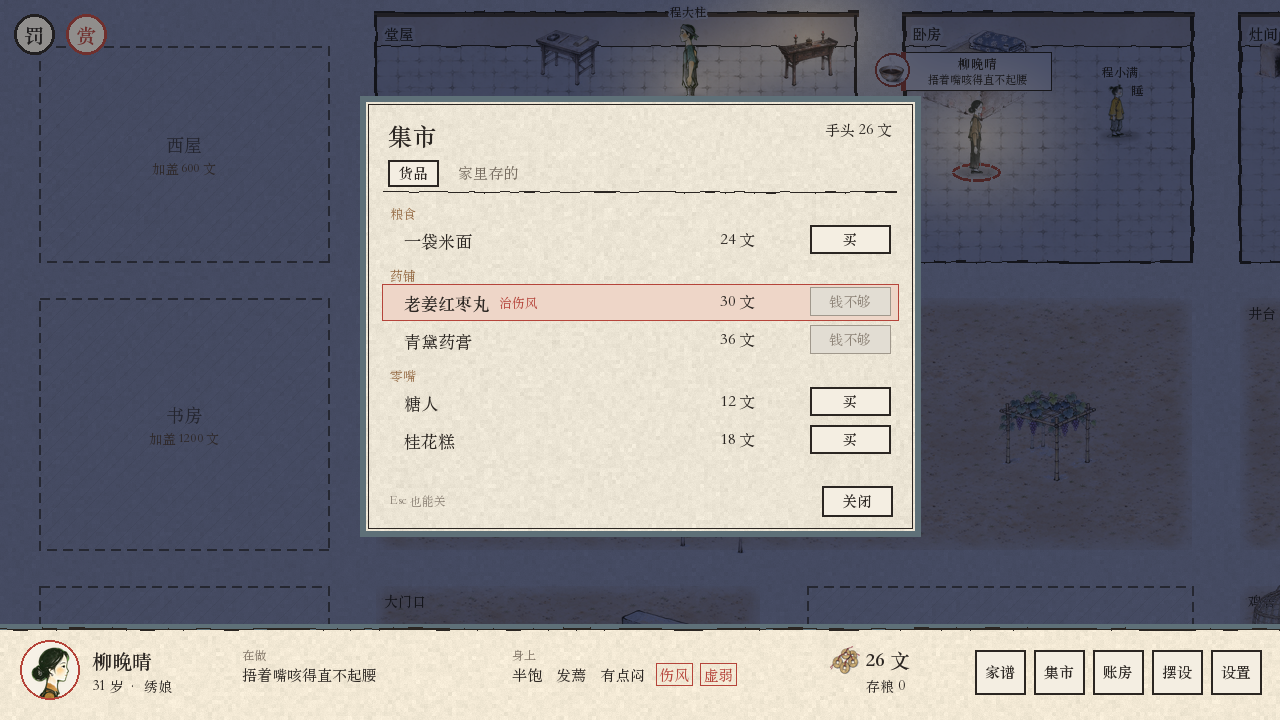 罚 赏
程大柱
堂屋
卧房
灶间
柳晚晴
捂着嘴咳得直不起腰
程小满
睡
西屋
加盖 600 文
集市
手头 26 文
货品 家里存的
粮食
一袋米面 24 文 买
药铺
老姜红枣丸 治伤风 30 文 钱不够
青黛药膏 36 文 钱不够
零嘴
糖人 12 文 买
桂花糕 18 文 买
Esc 也能关 关闭
书房
加盖 1200 文
井台
大门口
柳晚晴
31 岁 · 绣娘
在做
捂着嘴咳得直不起腰
身上
半饱 发蔫 有点闷 伤风 虚弱
26 文
存粮 0
家谱 集市 账房 摆设 设置